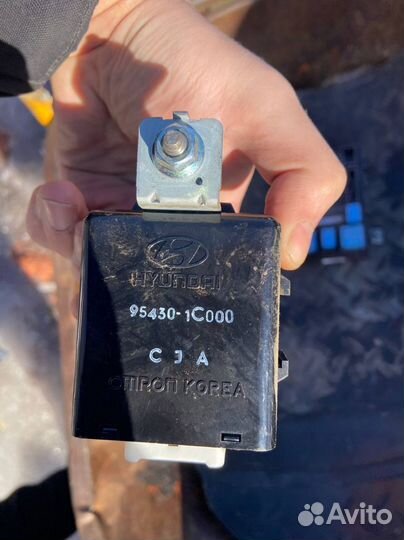 HYUNDAI
95430-1C000
C J A
OMRON KOREA
Avito